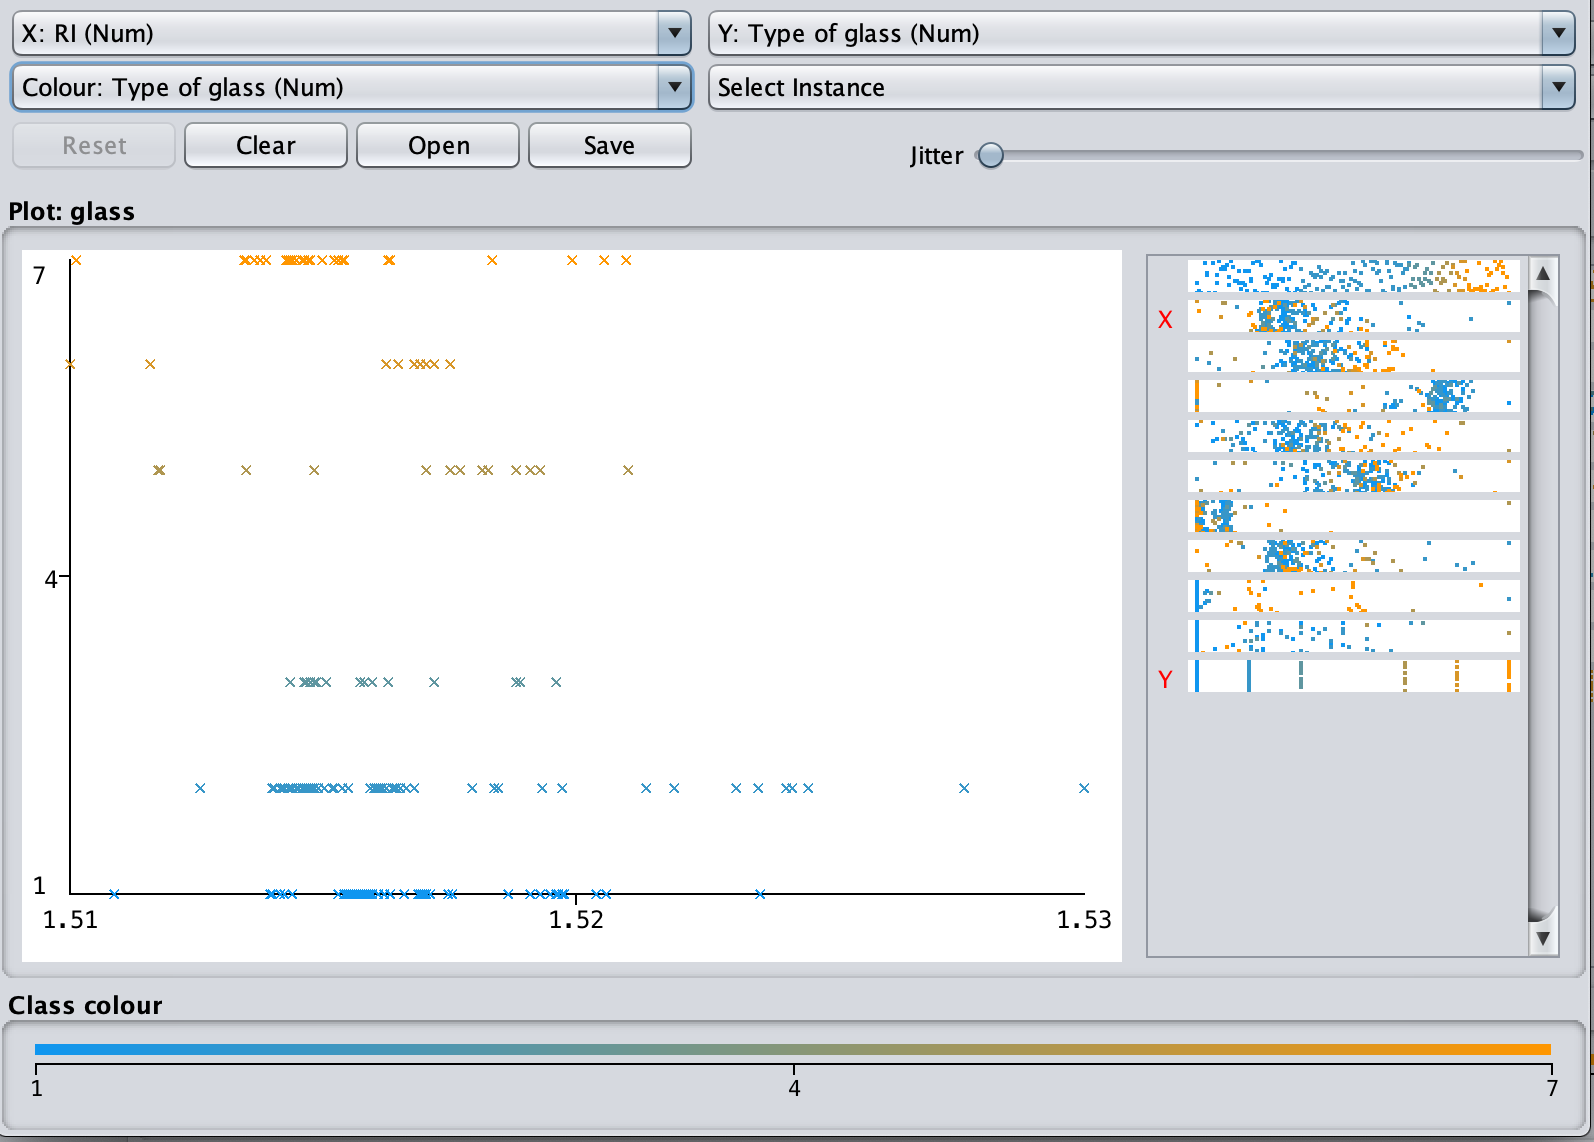 X: RI (Num) Y: Type of glass (Num)
Colour: Type of glass (Num) Select Instance
Reset Clear Open Save Jitter
Plot: glass
7
4
1
1.51 1.52 1.53
X
Y
Class colour
1 4 7